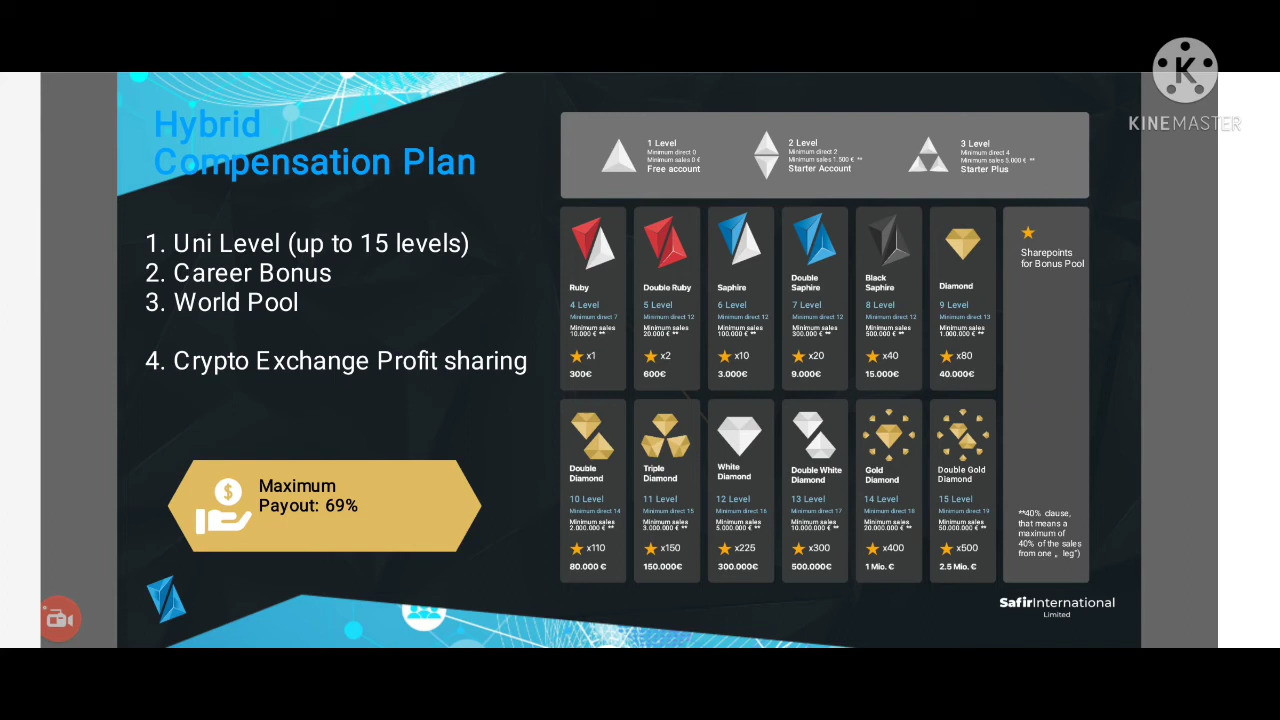 Hybrid
Compensation Plan
1. Uni Level (up to 15 levels)
2. Career Bonus
3. World Pool
4. Crypto Exchange Profit sharing
Maximum
Payout: 69%
KINEMASTER
1 Level
Minimum direct 0
Minimum sales 0 €
Free account
2 Level
Minimum direct 2
Minimum sales 1.500 € **
Starter Account
3 Level
Minimum direct 4
Minimum sales 5.000 € **
Starter Plus
Ruby
4 Level
Minimum direct 7
Minimum sales
10.000 € **
x1
300€
Double Ruby
5 Level
Minimum direct 12
Minimum sales
20.000 € **
x2
600€
Saphire
6 Level
Minimum direct 12
Minimum sales
100.000 € **
x10
3.000€
Double
Saphire
7 Level
Minimum direct 12
Minimum sales
300.000 € **
x20
9.000€
Black
Saphire
8 Level
Minimum direct 12
Minimum sales
500.000 € **
x40
15.000€
Diamond
9 Level
Minimum direct 13
Minimum sales
1.000.000 € **
x80
40.000€
Sharepoints
for Bonus Pool
Double
Diamond
10 Level
Minimum direct 14
Minimum sales
2.000.000 € **
x110
80.000 €
Triple
Diamond
11 Level
Minimum direct 15
Minimum sales
3.000.000 € **
x150
150.000€
White
Diamond
12 Level
Minimum direct 16
Minimum sales
5.000.000 € **
x225
300.000€
Double White
Diamond
13 Level
Minimum direct 17
Minimum sales
10.000.000 € **
x300
500.000€
Gold
Diamond
14 Level
Minimum direct 18
Minimum sales
20.000.000 € **
x400
1 Mio. €
Double Gold
Diamond
15 Level
Minimum direct 19
Minimum sales
50.000.000 € **
x500
2.5 Mio. €
**40% clause,
that means a
maximum of
40% of the sales
from one „ leg")
SafirInternational
Limited